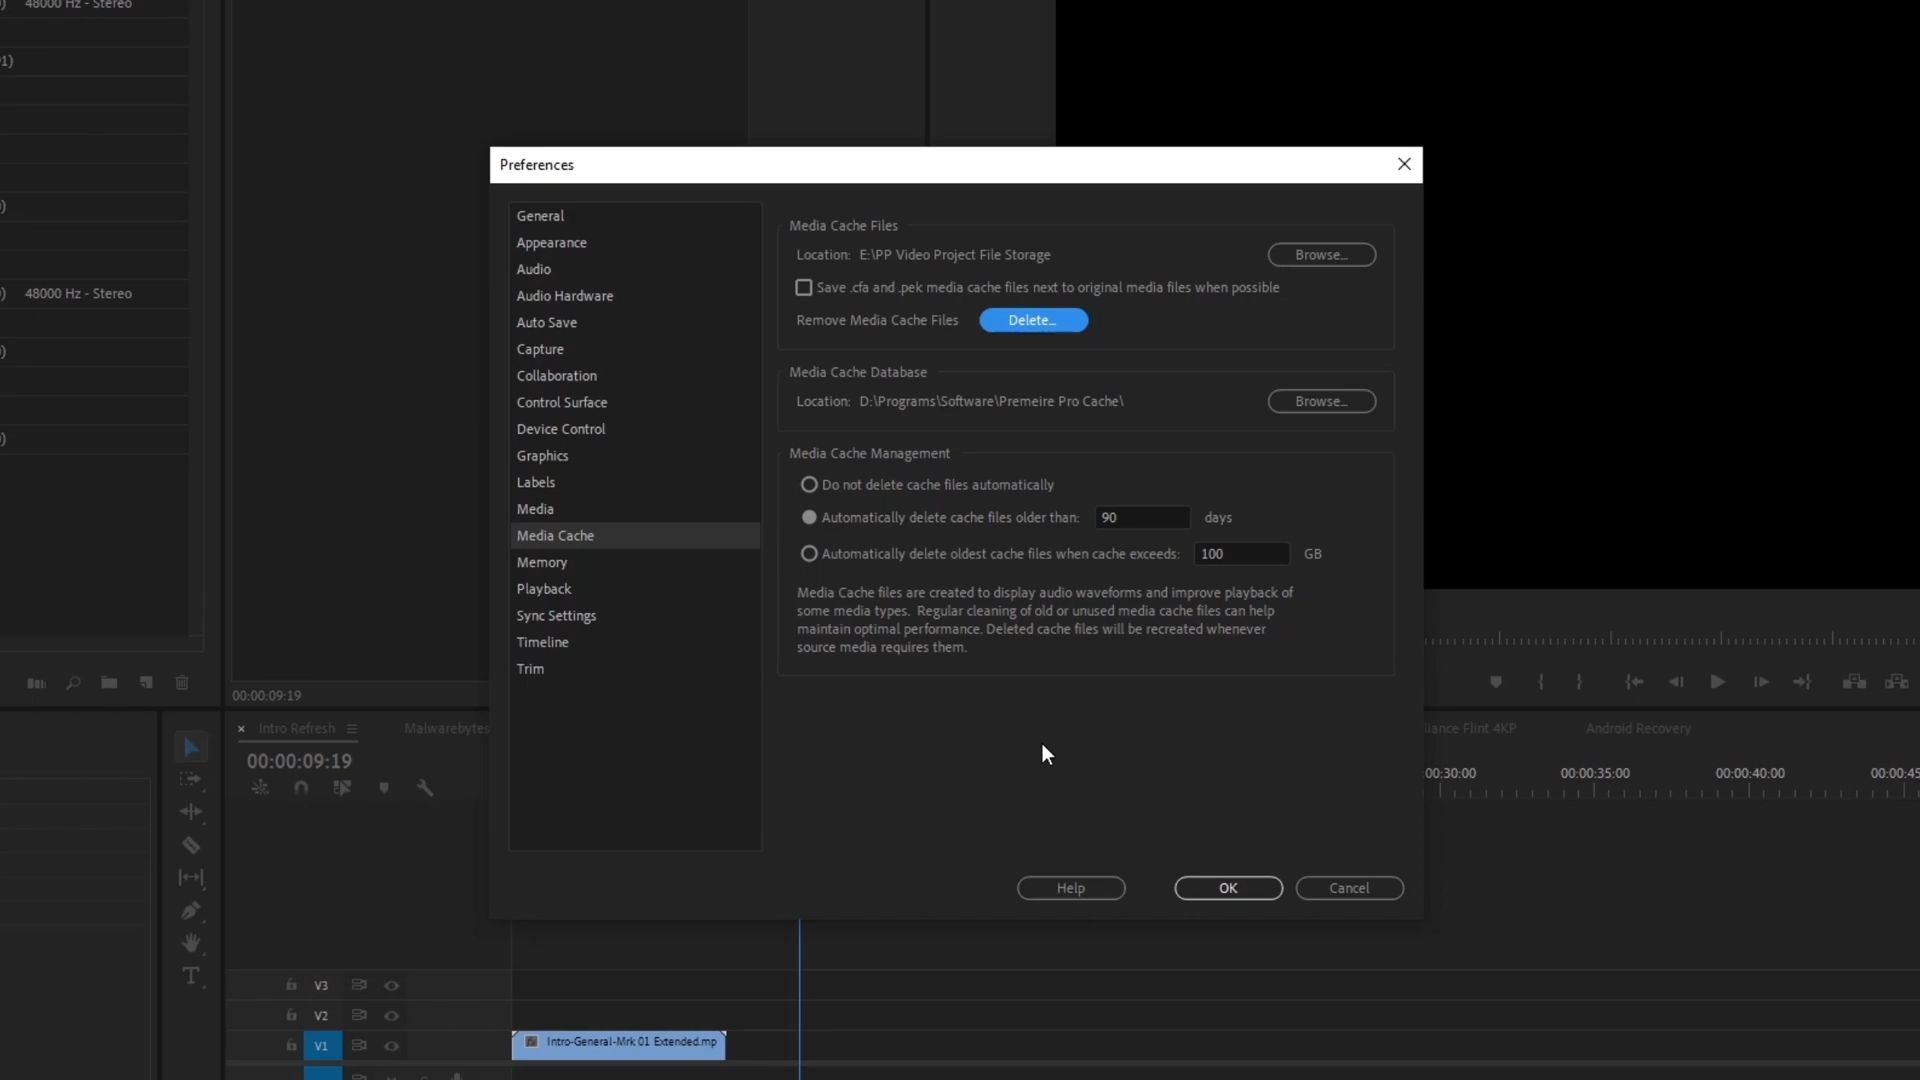 48000 Hz - Stereo
48000 Hz - Stereo
Preferences
General
Appearance
Audio
Audio Hardware
Auto Save
Capture
Collaboration
Control Surface
Device Control
Graphics
Labels
Media
Media Cache
Memory
Playback
Sync Settings
Timeline
Trim
Media Cache Files
Location: E:\PP Video Project File Storage
Browse...
Save .cfa and .pek media cache files next to original media files when possible
Remove Media Cache Files Delete...
Media Cache Database
Location: D:\Programs\Software\Premeire Pro Cache\
Browse...
Media Cache Management
Do not delete cache files automatically
Automatically delete cache files older than: 90 days
Automatically delete oldest cache files when cache exceeds: 100 GB
Media Cache files are created to display audio waveforms and improve playback of
some media types. Regular cleaning of old or unused media cache files can help
maintain optimal performance. Deleted cache files will be recreated whenever
source media requires them.
Help
OK
Cancel
00:00:09:19
× Intro Refresh
Malwarebytes
liance Flint 4KP
Android Recovery
00:00:09:19
00:30:00
00:00:35:00
00:00:40:00
00:00:45
V3
V2
V1
fx Intro-General-Mrk 01 Extended.mp